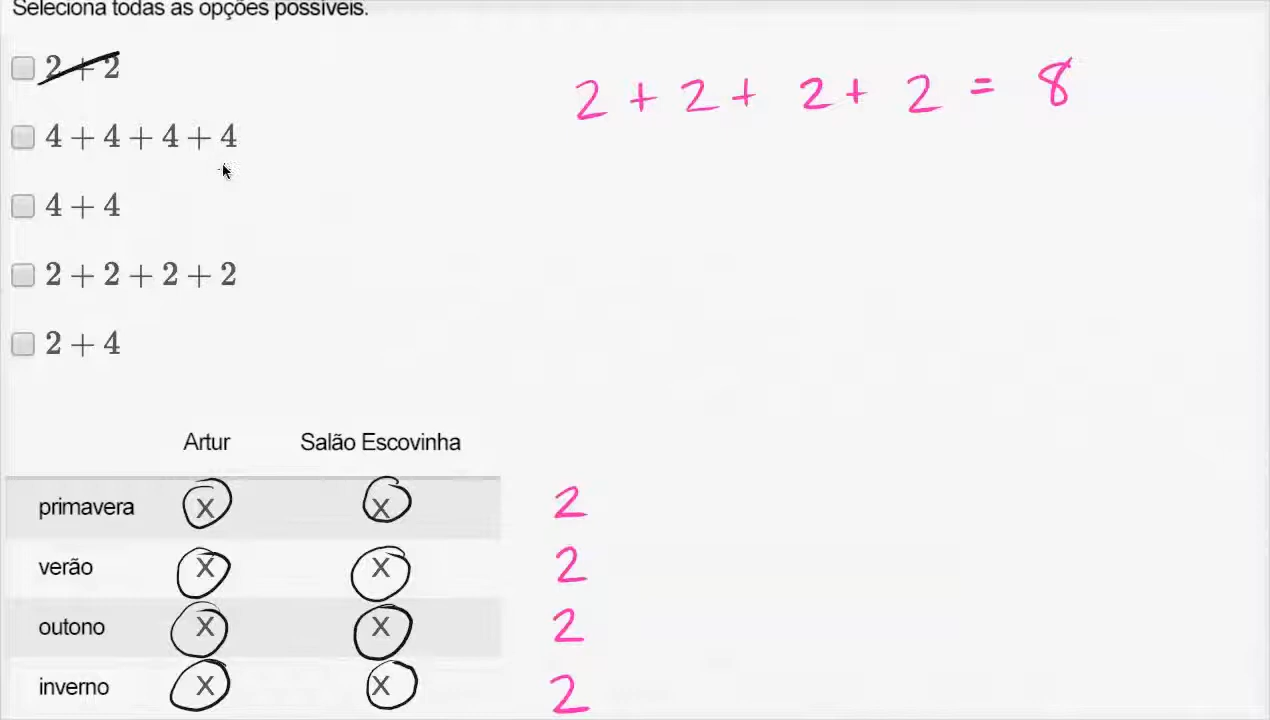 Seleciona todas as opções possíveis.
2 + 2
2 + 2 + 2 + 2 = 8
4 + 4 + 4 + 4
4 + 4
2 + 2 + 2 + 2
2 + 4
Artur Salão Escovinha
primavera X X 2
verão X X 2
outono X X 2
inverno X X 2